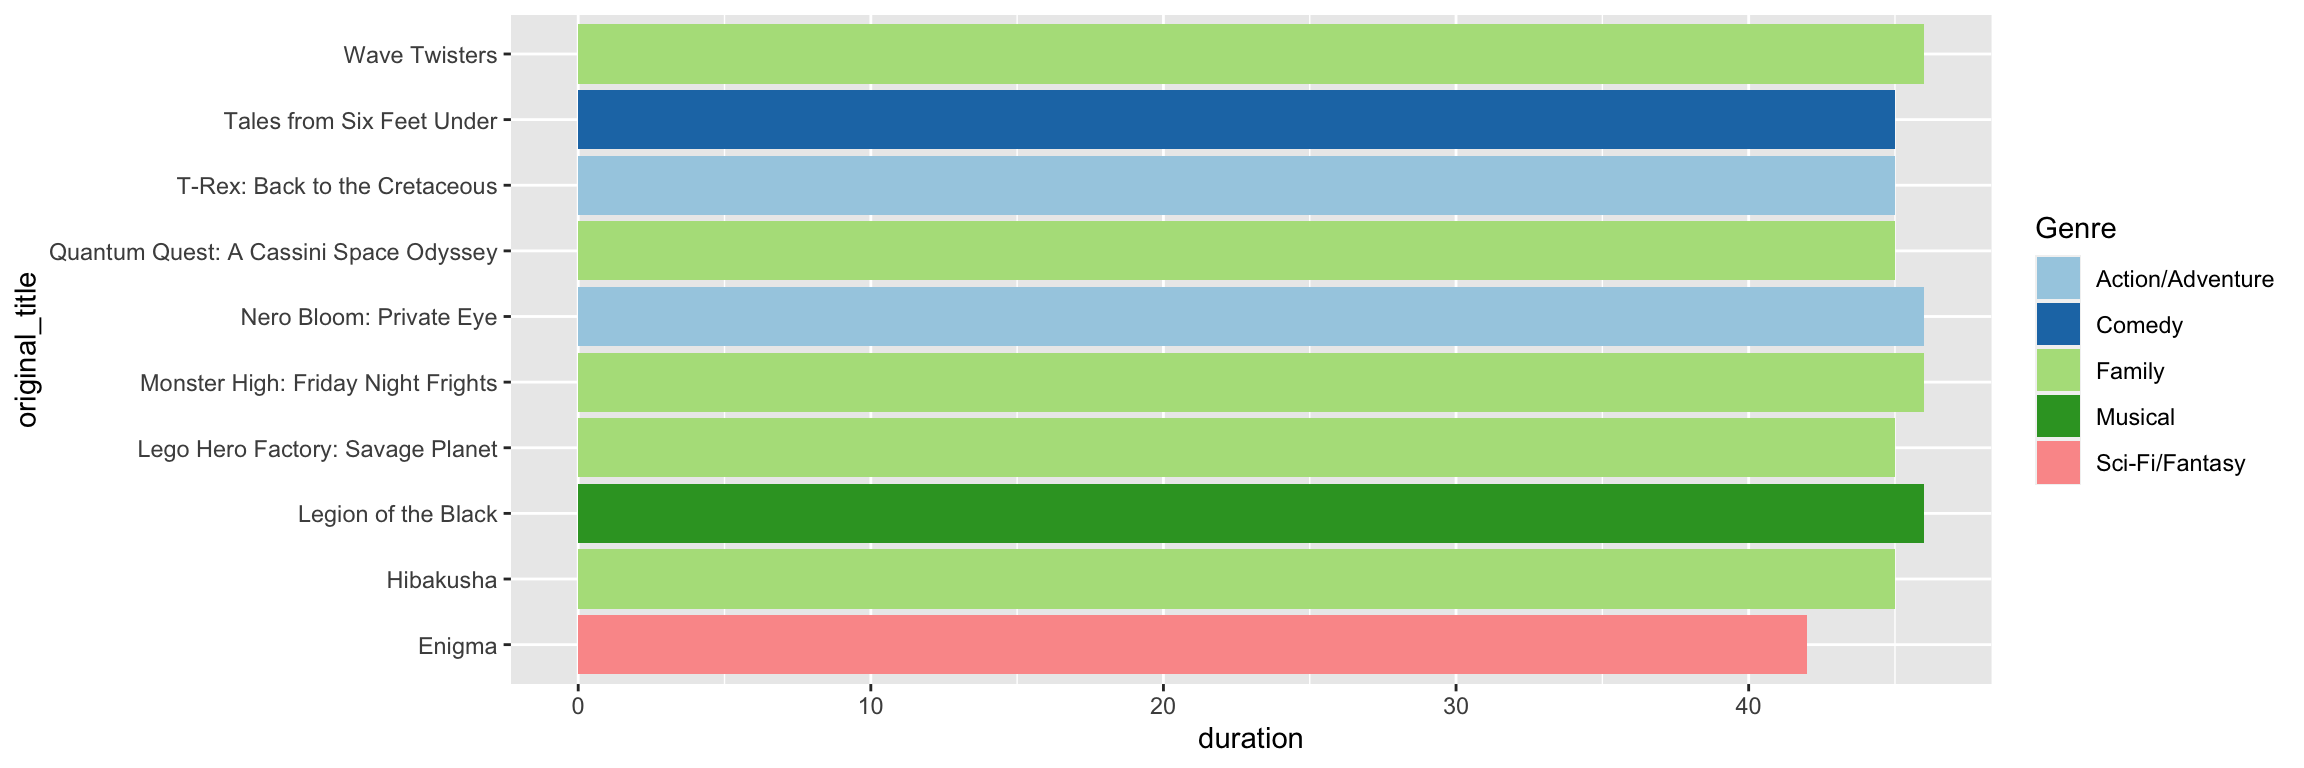 original_title
Wave Twisters
Tales from Six Feet Under
T-Rex: Back to the Cretaceous
Quantum Quest: A Cassini Space Odyssey
Nero Bloom: Private Eye
Monster High: Friday Night Frights
Lego Hero Factory: Savage Planet
Legion of the Black
Hibakusha
Enigma
0 10 20 30 40
duration
Genre
Action/Adventure
Comedy
Family
Musical
Sci-Fi/Fantasy